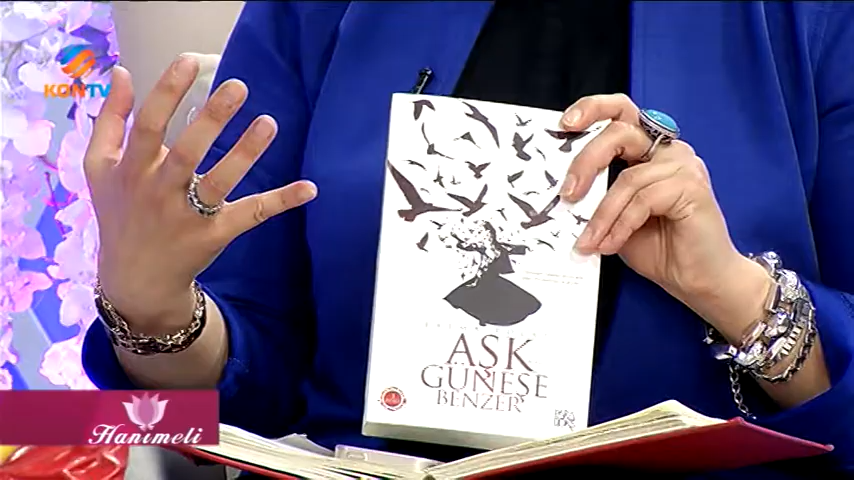 KONTV
AŞK
GÜNEŞE
BENZER
Hanımeli